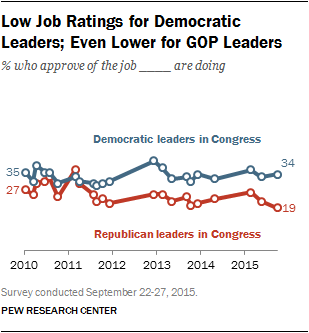 Low Job Ratings for Democratic
Leaders; Even Lower for GOP Leaders
% who approve of the job _____ are doing
Democratic leaders in Congress
34
35
27
19
Republican leaders in Congress
2010 2011 2012 2013 2014 2015
Survey conducted September 22-27, 2015.
PEW RESEARCH CENTER